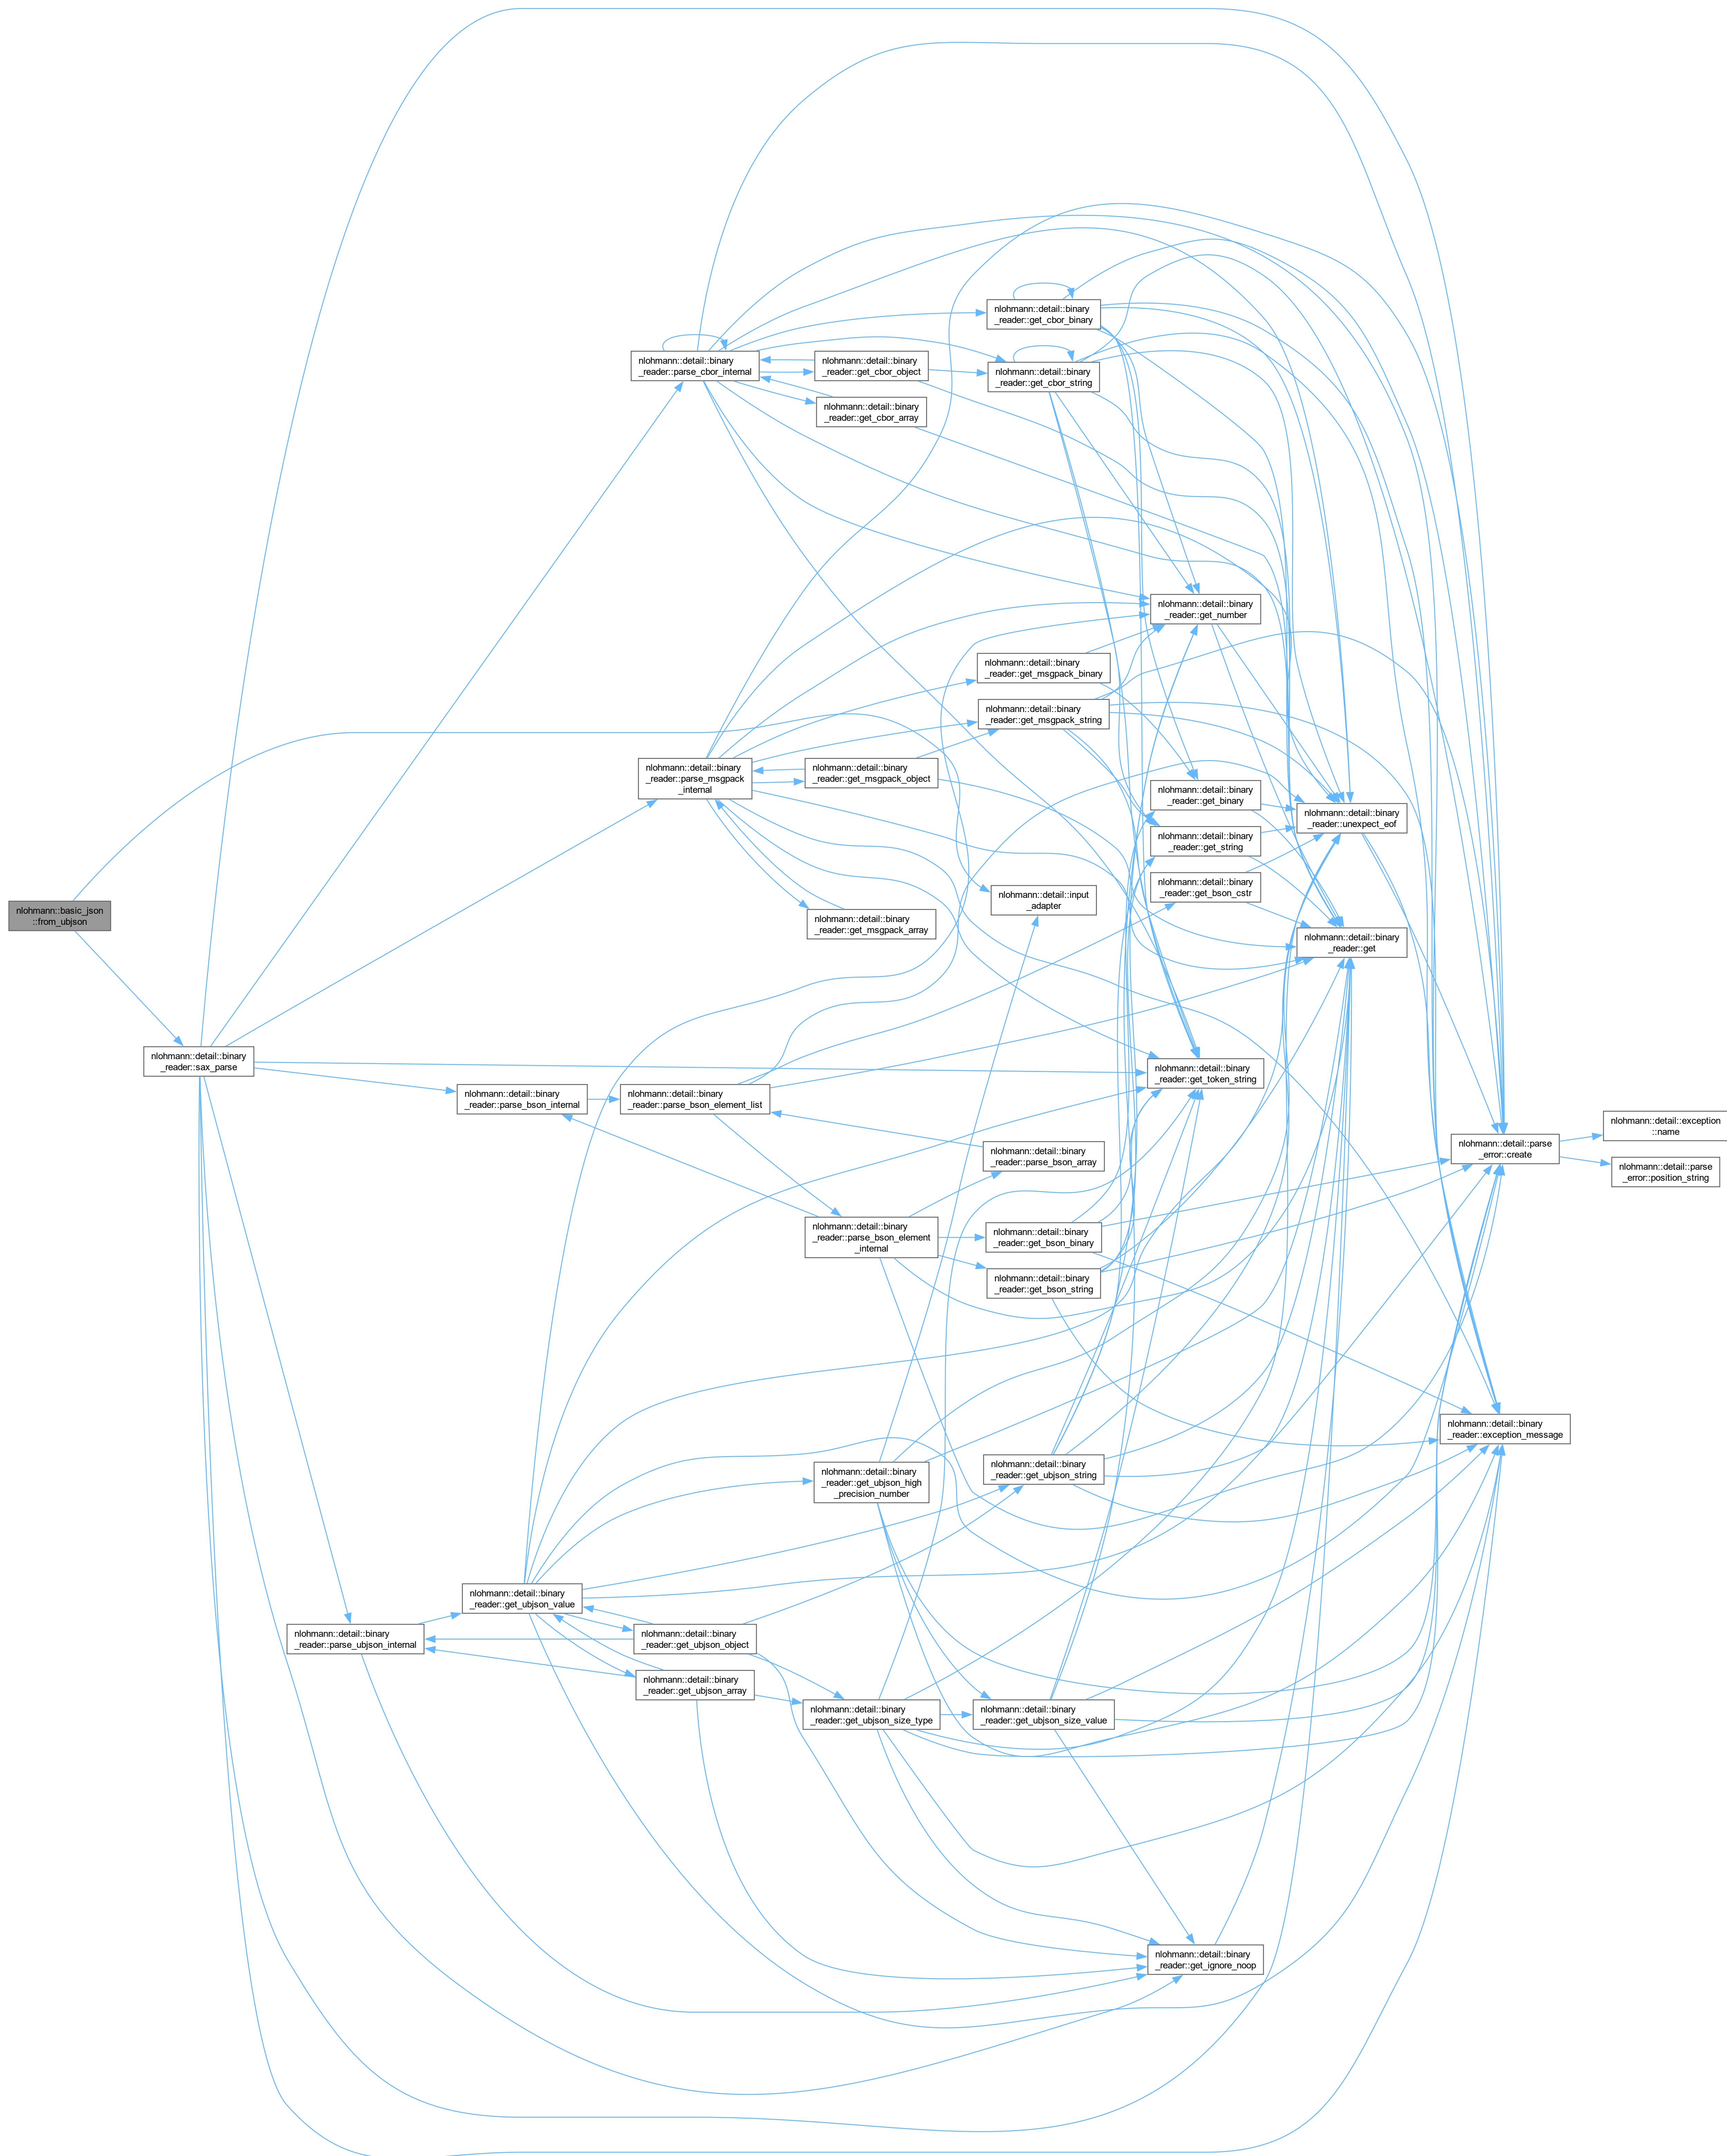 nlohmann::basic_json
::from_ubjson
nlohmann::detail::binary
_reader::sax_parse
nlohmann::detail::binary
_reader::parse_ubjson_internal
nlohmann::detail::binary
_reader::parse_bson_internal
nlohmann::detail::binary
_reader::get_ubjson_value
nlohmann::detail::binary
_reader::parse_cbor_internal
nlohmann::detail::binary
_reader::parse_msgpack
_internal
nlohmann::detail::binary
_reader::parse_bson_element_list
nlohmann::detail::binary
_reader::get_ubjson_object
nlohmann::detail::binary
_reader::get_ubjson_array
nlohmann::detail::binary
_reader::get_cbor_object
nlohmann::detail::binary
_reader::get_cbor_array
nlohmann::detail::binary
_reader::get_msgpack_object
nlohmann::detail::binary
_reader::get_msgpack_array
nlohmann::detail::binary
_reader::parse_bson_element
_internal
nlohmann::detail::binary
_reader::get_ubjson_high
_precision_number
nlohmann::detail::binary
_reader::get_ubjson_size_type
nlohmann::detail::binary
_reader::get_cbor_binary
nlohmann::detail::binary
_reader::get_cbor_string
nlohmann::detail::binary
_reader::get_msgpack_binary
nlohmann::detail::binary
_reader::get_msgpack_string
nlohmann::detail::input
_adapter
nlohmann::detail::binary
_reader::parse_bson_array
nlohmann::detail::binary
_reader::get_bson_binary
nlohmann::detail::binary
_reader::get_bson_string
nlohmann::detail::binary
_reader::get_ubjson_string
nlohmann::detail::binary
_reader::get_ubjson_size_value
nlohmann::detail::binary
_reader::get_number
nlohmann::detail::binary
_reader::get_binary
nlohmann::detail::binary
_reader::get_string
nlohmann::detail::binary
_reader::get_bson_cstr
nlohmann::detail::binary
_reader::get_token_string
nlohmann::detail::binary
_reader::get_ignore_noop
nlohmann::detail::binary
_reader::unexpect_eof
nlohmann::detail::binary
_reader::get
nlohmann::detail::parse
_error::create
nlohmann::detail::binary
_reader::exception_message
nlohmann::detail::exception
::name
nlohmann::detail::parse
_error::position_string